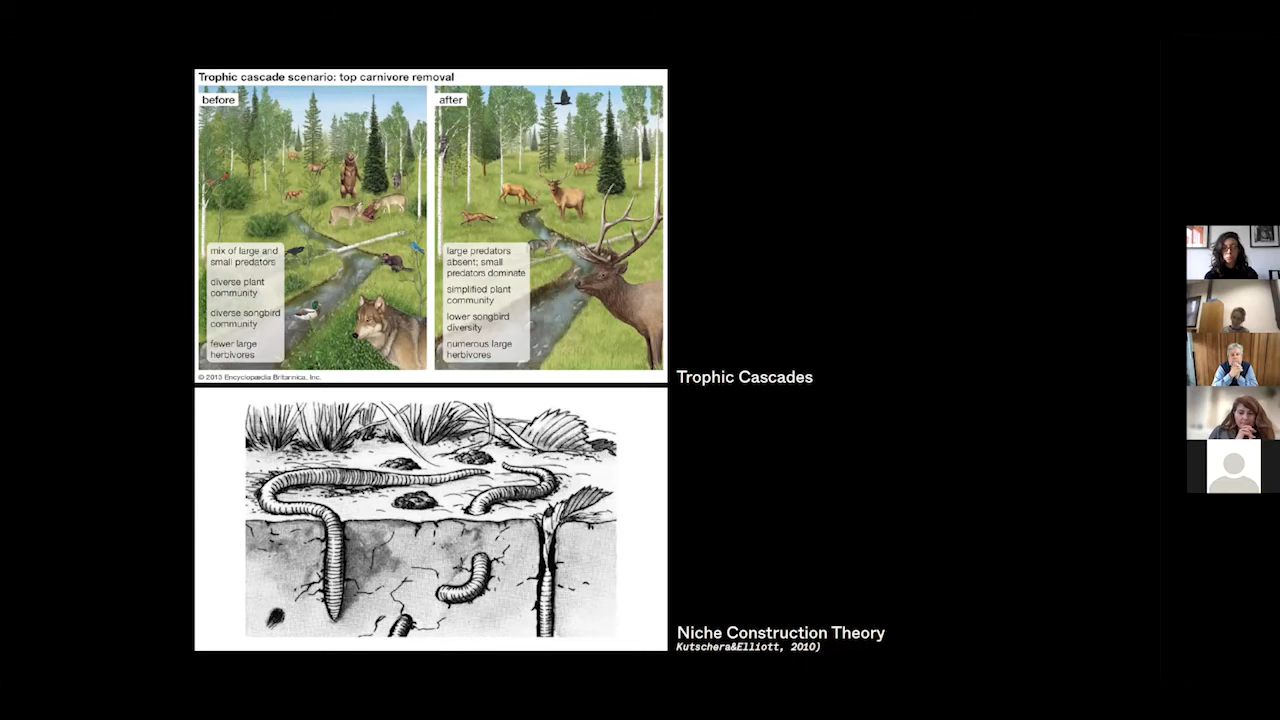 Trophic cascade scenario: top carnivore removal
before
mix of large and
small predators
diverse plant
community
diverse songbird
community
fewer large
herbivores
after
large predators
absent; small
predators dominate
simplified plant
community
lower songbird
diversity
numerous large
herbivores
© 2015 Encyclopædia Britannica, Inc.
Trophic Cascades
Niche Construction Theory
Kutschera&Elliott, 2010)